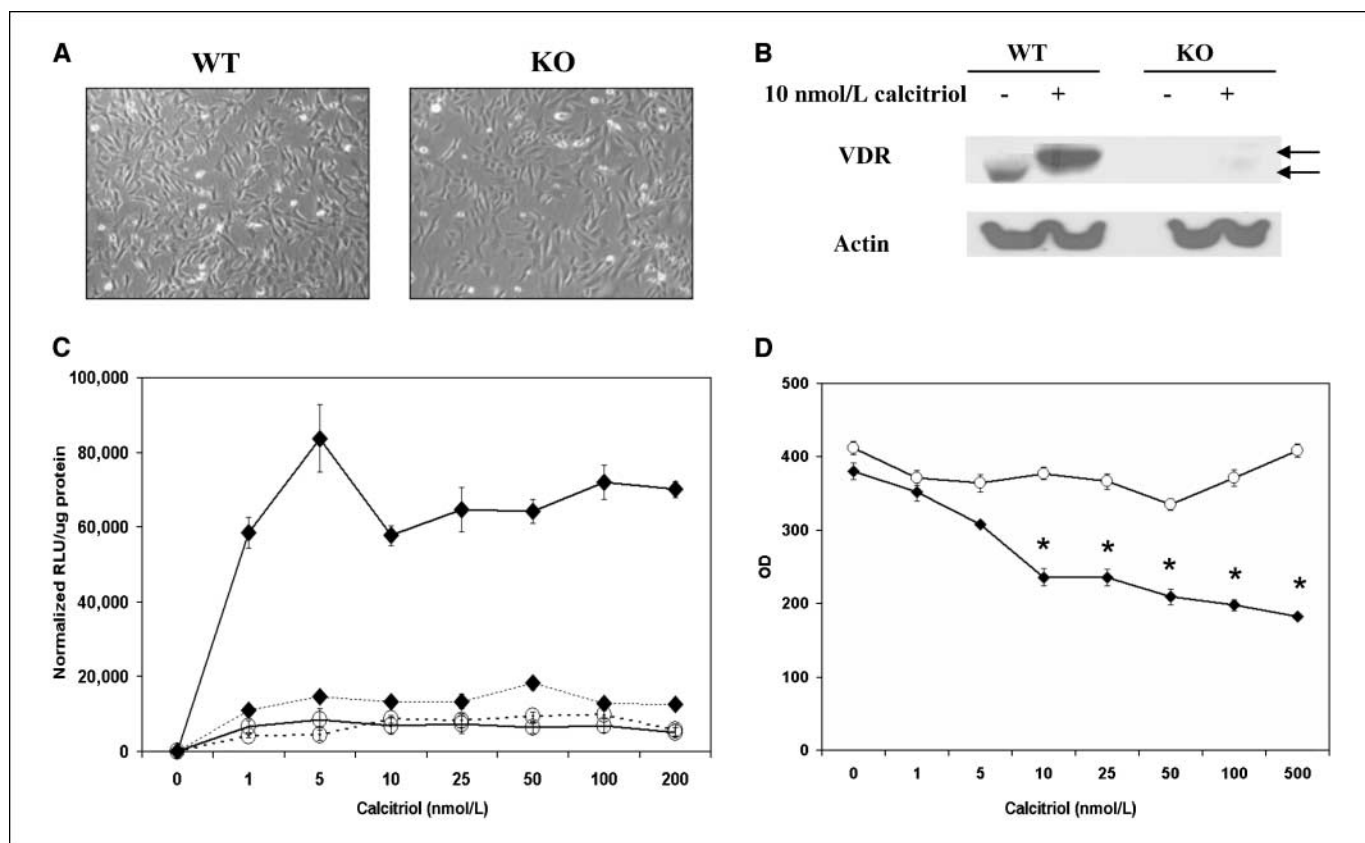 A
WT
KO
B
WT
KO
10 nmol/L calcitriol - + - +
VDR
Actin
C
Normalized RLU/ug protein
100,000
80,000
60,000
40,000
20,000
0
0 1 5 10 25 50 100 200
Calcitriol (nmol/L)
D
OD
500
400
300
200
100
0
* * * * *
0 1 5 10 25 50 100 500
Calcitriol (nmol/L)